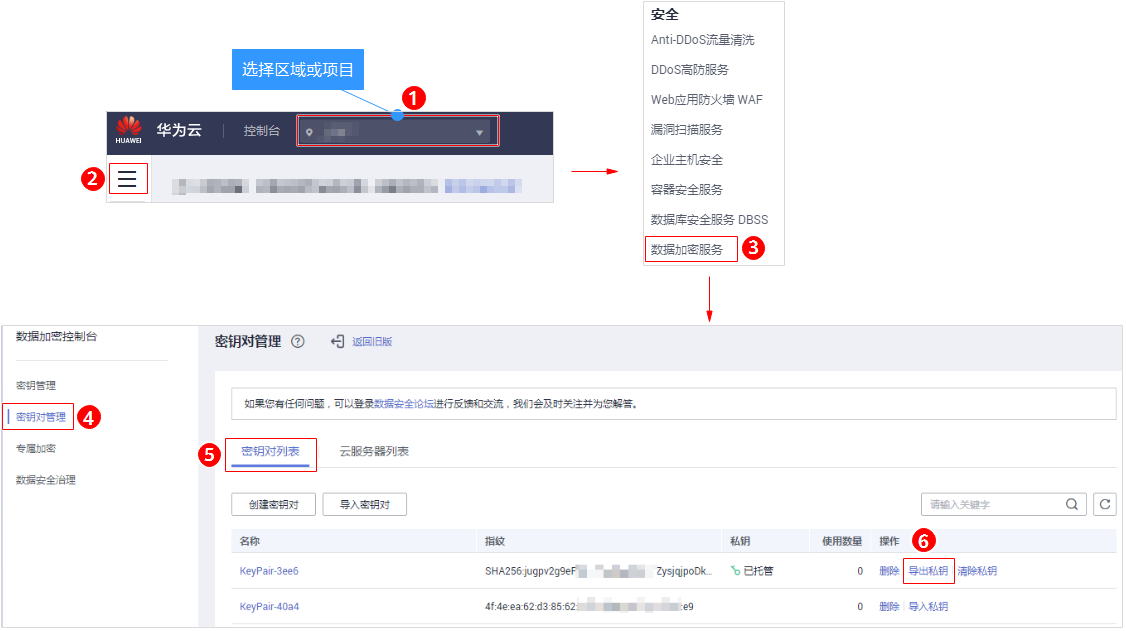 选择区域或项目
1
HUAWEI
华为云
控制台
2
安全
Anti-DDoS流量清洗
DDoS高防服务
Web应用防火墙 WAF
漏洞扫描服务
企业主机安全
容器安全服务
数据库安全服务 DBSS
数据加密服务
3
数据加密控制台
密钥管理
密钥对管理
4
专属加密
数据安全治理
密钥对管理 ? 返回旧版
如果您有任何问题，可以登录数据安全论坛进行反馈和交流，我们会及时关注并为您解答。
5
密钥对列表 云服务器列表
创建密钥对 导入密钥对 请输入关键字
6
名称 指纹 私钥 使用数量 操作
KeyPair-3ee6 SHA256:jugpv2g9eF ZysjqjpoDk... 已托管 0 删除 导出私钥 清除私钥
KeyPair-40a4 4f:4e:ea:62:d3:85:62: :e9 0 删除 导入私钥